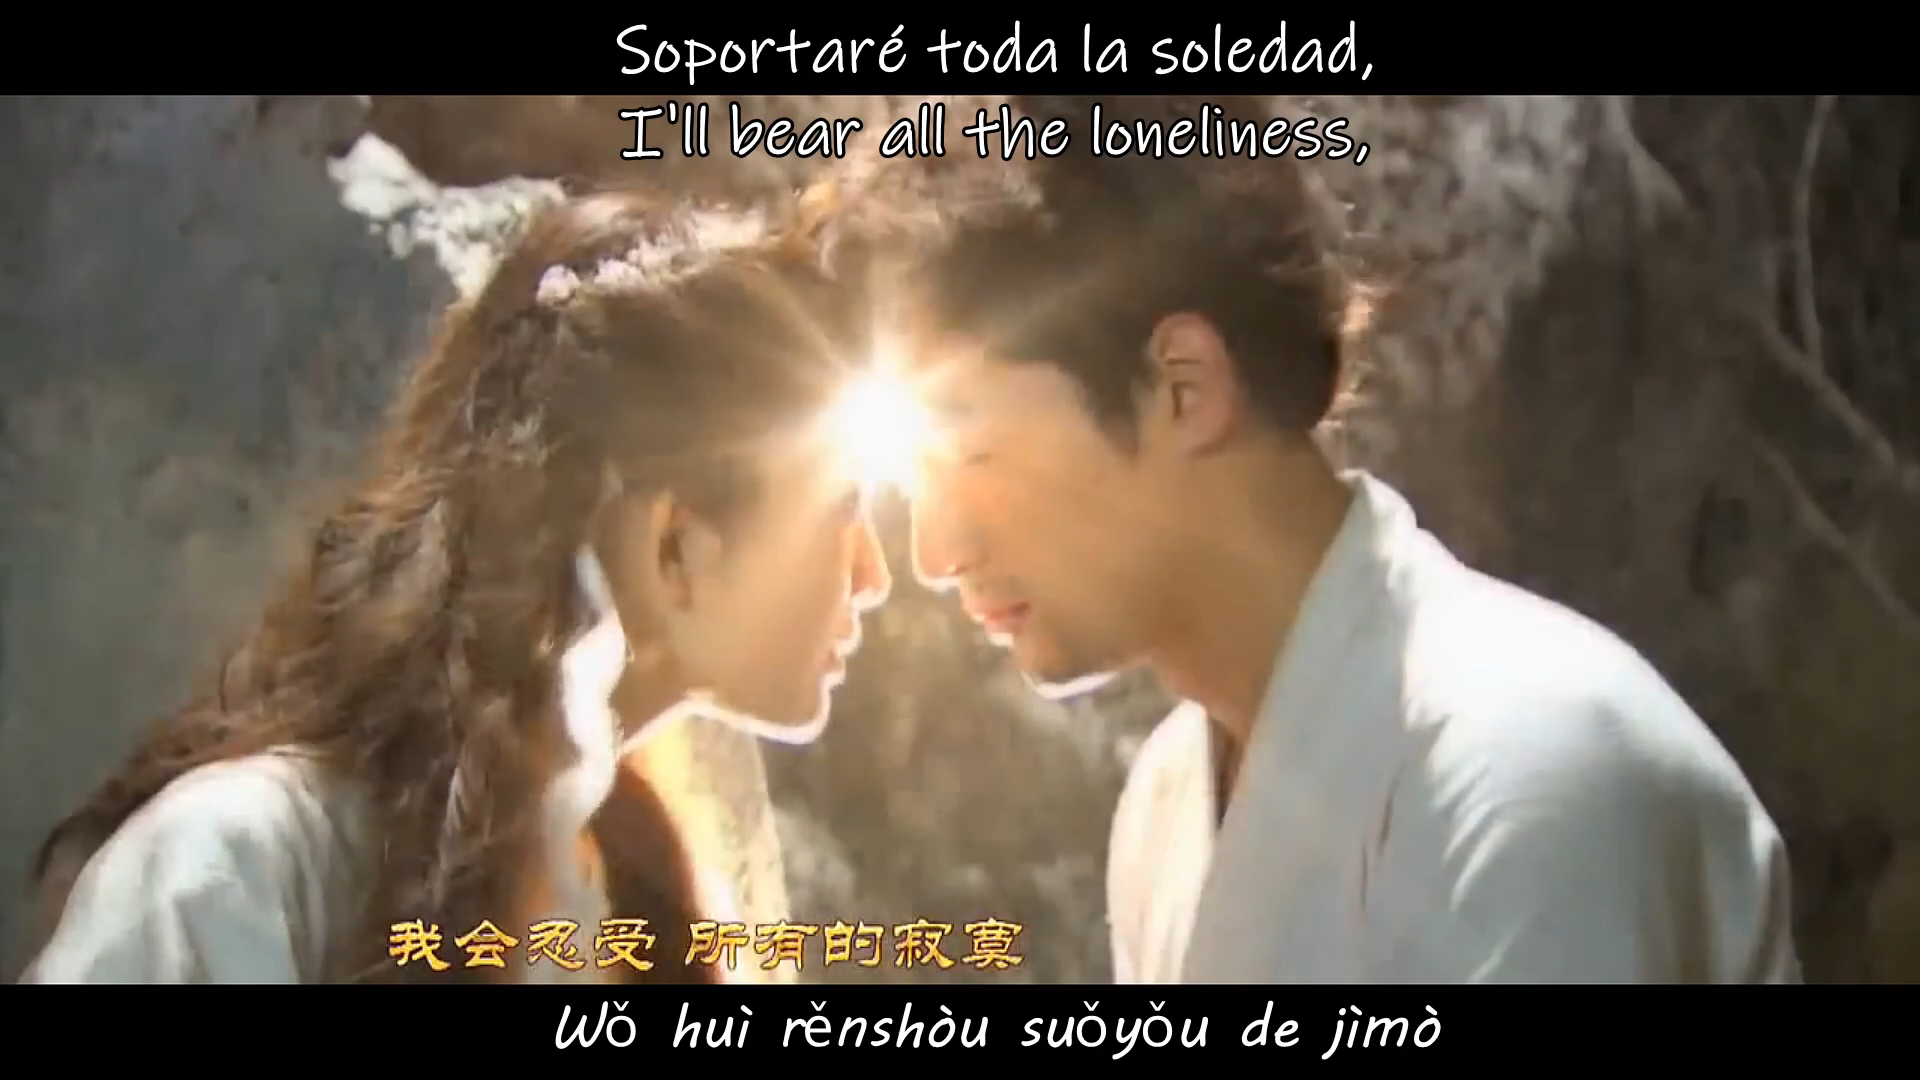 Soportaré toda la soledad,
I'll bear all the loneliness,
我会忍受 所有的寂寞
Wǒ huì rěnshòu suǒyǒu de jìmò